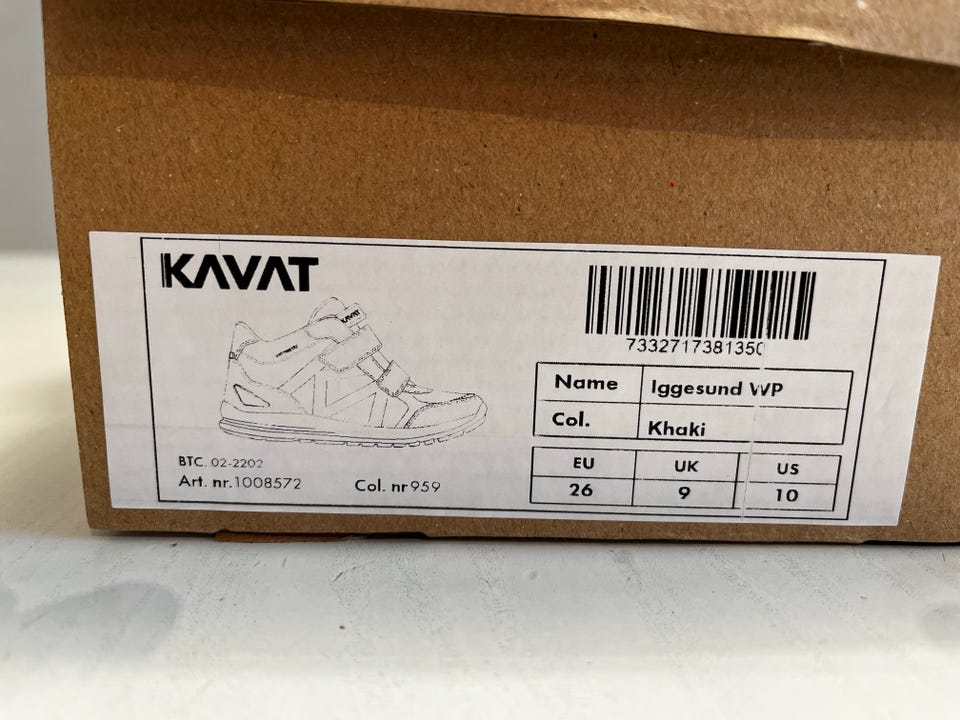 KAVAT
KAVAT
7332717381350
Name Iggesund WP
Col. Khaki
BTC. 02-2202
Art. nr.1008572 Col. nr959
EU UK US
26 9 10